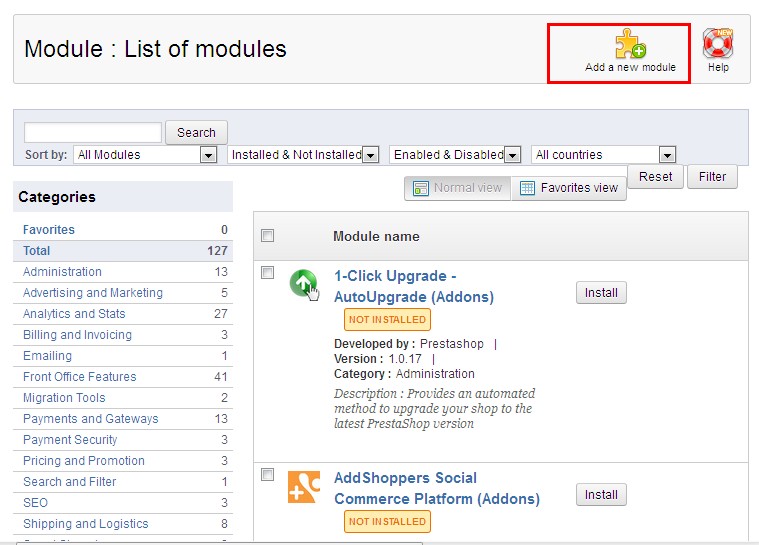 Module : List of modules
Add a new module
NEW
Help
Search
Sort by: All Modules Installed & Not Installed Enabled & Disabled All countries
Reset Filter
Normal view Favorites view
Categories
Favorites 0
Total 127
Administration 13
Advertising and Marketing 5
Analytics and Stats 27
Billing and Invoicing 3
Emailing 1
Front Office Features 41
Migration Tools 2
Payments and Gateways 13
Payment Security 3
Pricing and Promotion 3
Search and Filter 1
SEO 3
Shipping and Logistics 8
Module name
1-Click Upgrade -
AutoUpgrade (Addons)
Install
NOT INSTALLED
Developed by : Prestashop |
Version : 1.0.17 |
Category : Administration
Description : Provides an automated
method to upgrade your shop to the
latest PrestaShop version
AddShoppers Social
Commerce Platform (Addons)
Install
NOT INSTALLED